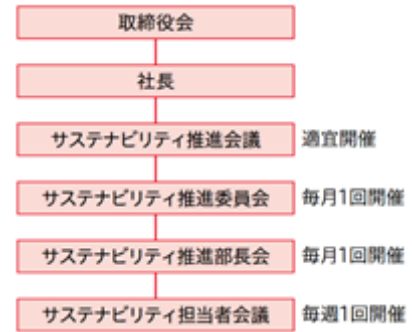 取締役会
社長
サステナビリティ推進会議 適宜開催
サステナビリティ推進委員会 毎月1回開催
サステナビリティ推進部長会 毎月1回開催
サステナビリティ担当者会議 毎週1回開催